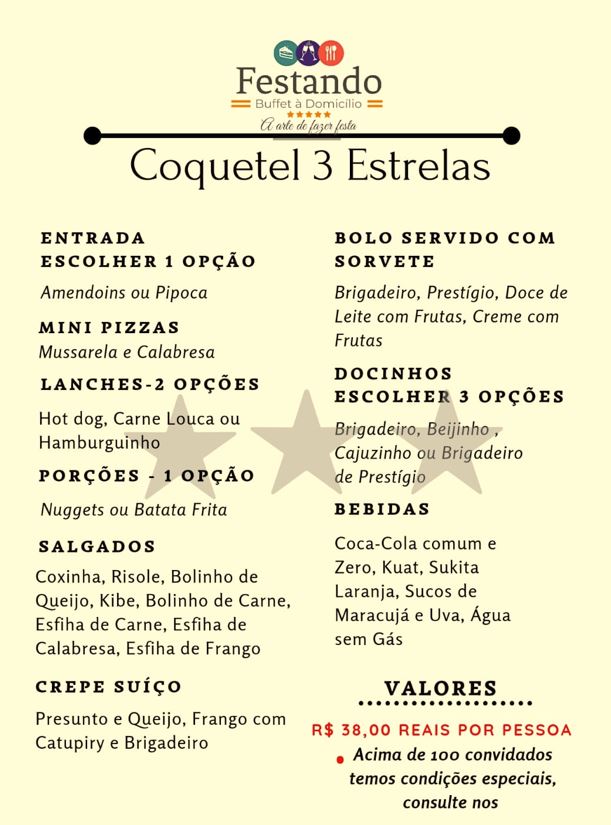 Festando
Buffet à Domicílio
A arte de fazer festa
Coquetel 3 Estrelas
ENTRADA
ESCOLHER 1 OPÇÃO
Amendoins ou Pipoca
MINI PIZZAS
Mussarela e Calabresa
LANCHES-2 OPÇÕES
Hot dog, Carne Louca ou
Hamburguinho
PORÇÕES - 1 OPÇÃO
Nuggets ou Batata Frita
SALGADOS
Coxinha, Risole, Bolinho de
Queijo, Kibe, Bolinho de Carne,
Esfiha de Carne, Esfiha de
Calabresa, Esfiha de Frango
CREPE SUÍÇO
Presunto e Queijo, Frango com
Catupiry e Brigadeiro
BOLO SERVIDO COM
SORVETE
Brigadeiro, Prestígio, Doce de
Leite com Frutas, Creme com
Frutas
DOCINHOS
ESCOLHER 3 OPÇÕES
Brigadeiro, Beijinho ,
Cajuzinho ou Brigadeiro
de Prestígio
BEBIDAS
Coca-Cola comum e
Zero, Kuat, Sukita
Laranja, Sucos de
Maracujá e Uva, Água
sem Gás
VALORES
R$ 38,00 REAIS POR PESSOA
• Acima de 100 convidados
temos condições especiais,
consulte nos